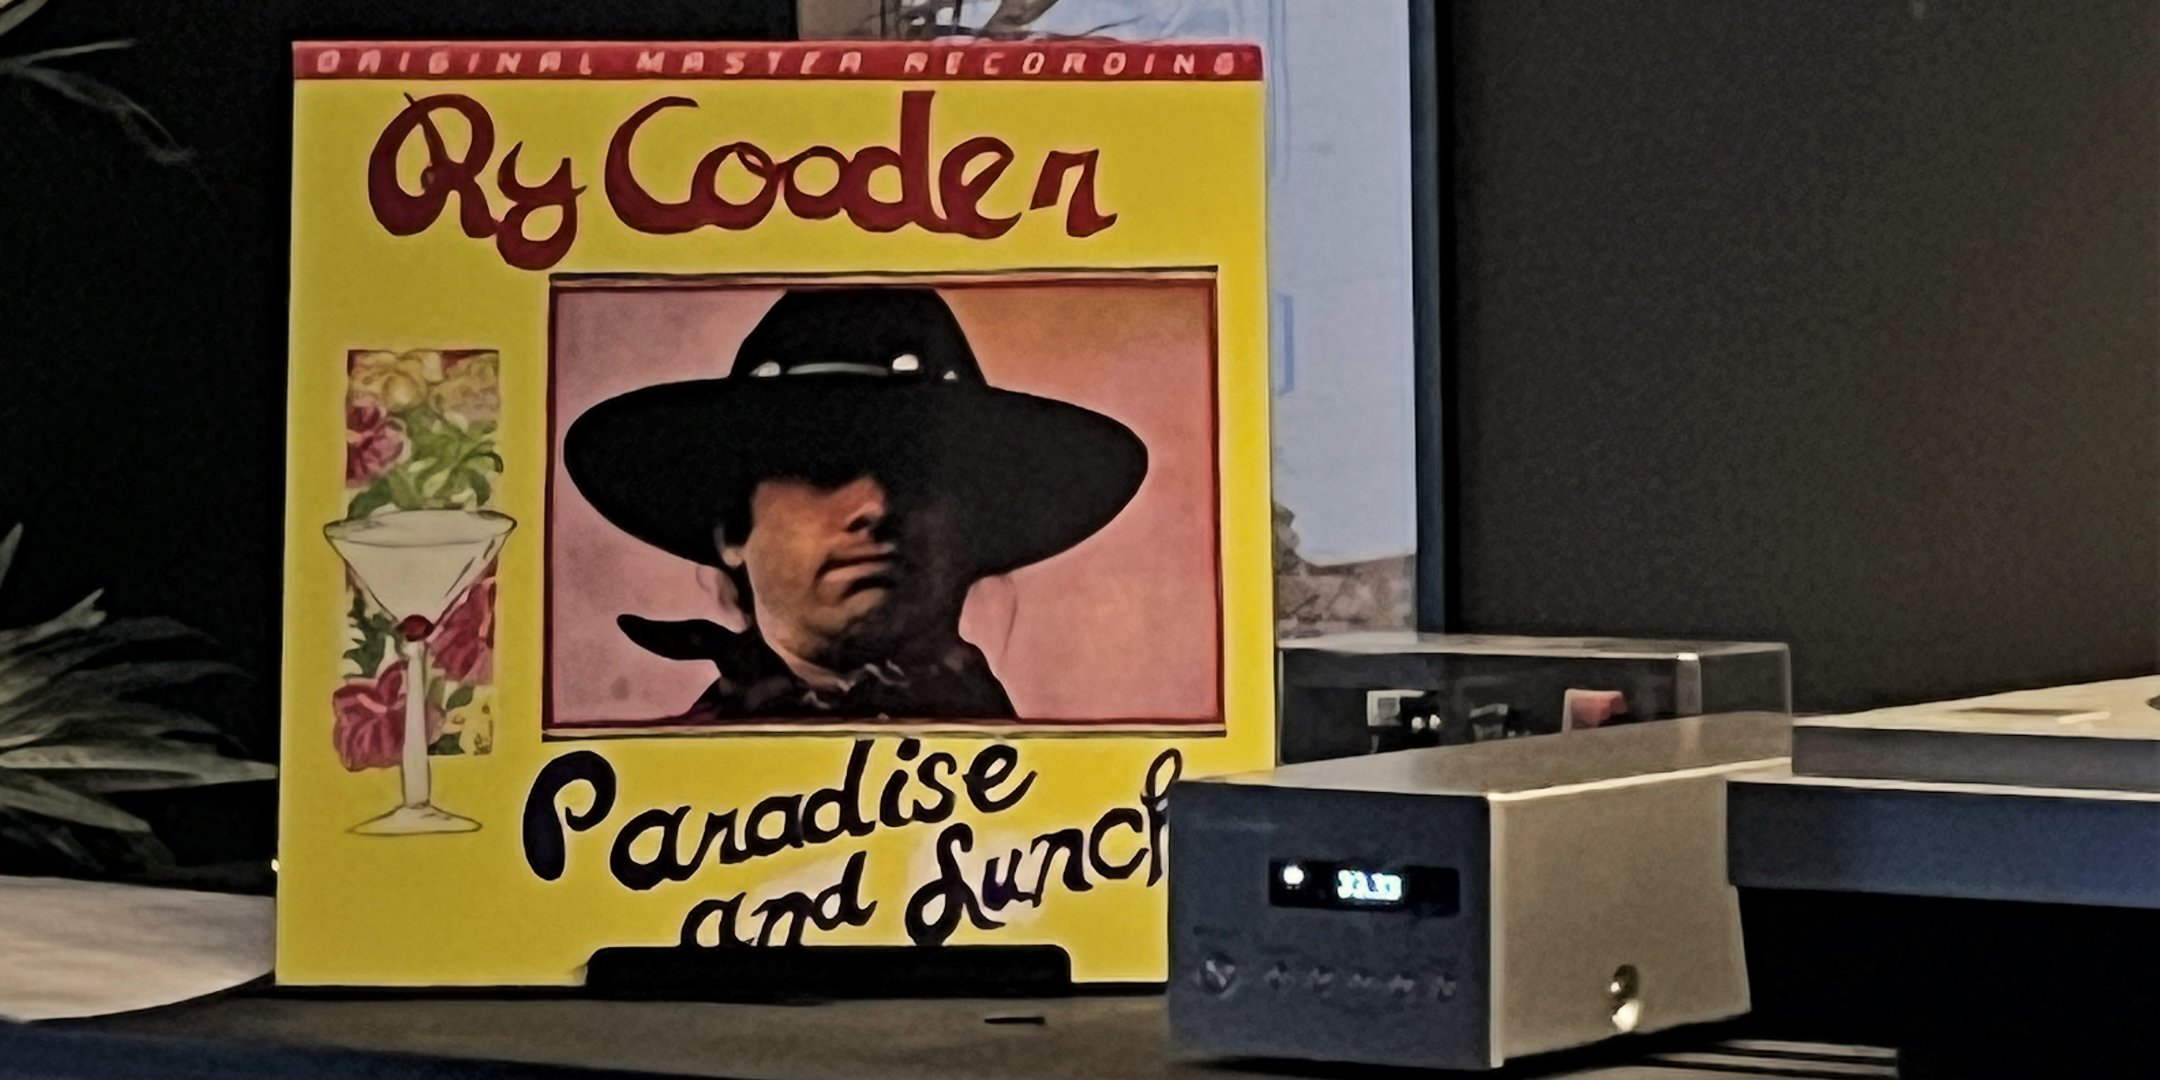 ORIGINAL MASTER RECORDING
Ry Cooder
Paradise
and Lunch